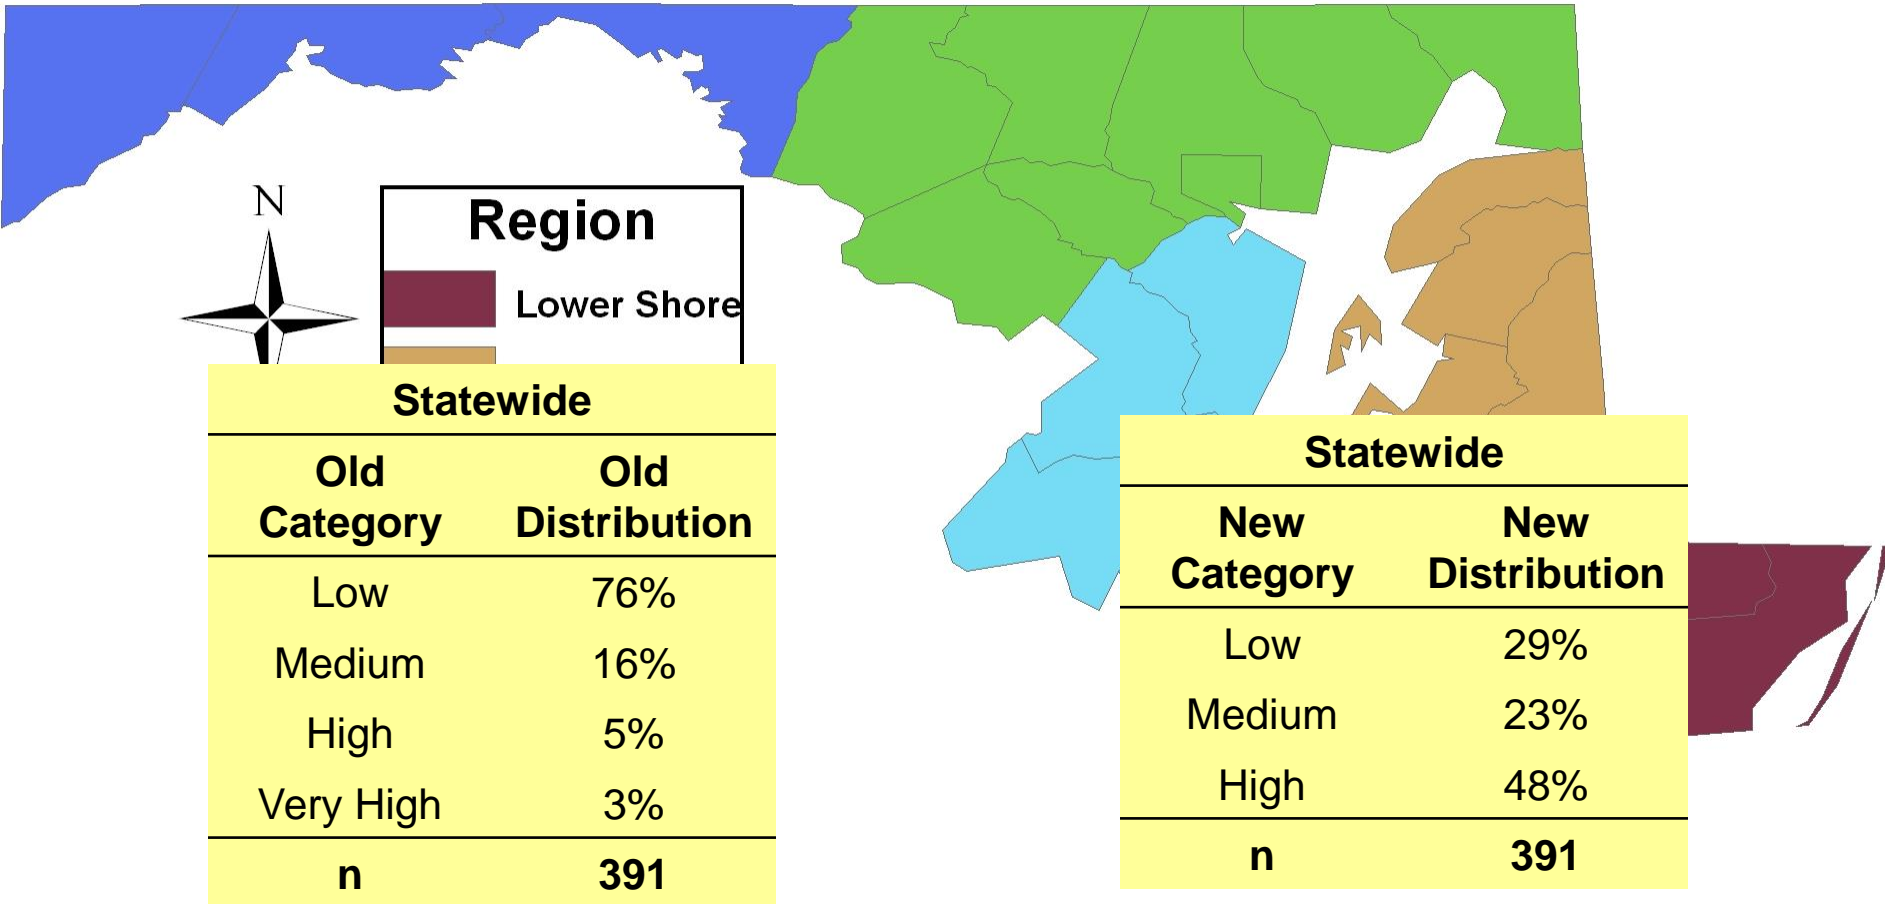 N
Region
Lower Shore
Statewide
Old Old
Category Distribution
Low 76%
Medium 16%
High 5%
Very High 3%
n 391
Statewide
New New
Category Distribution
Low 29%
Medium 23%
High 48%
n 391